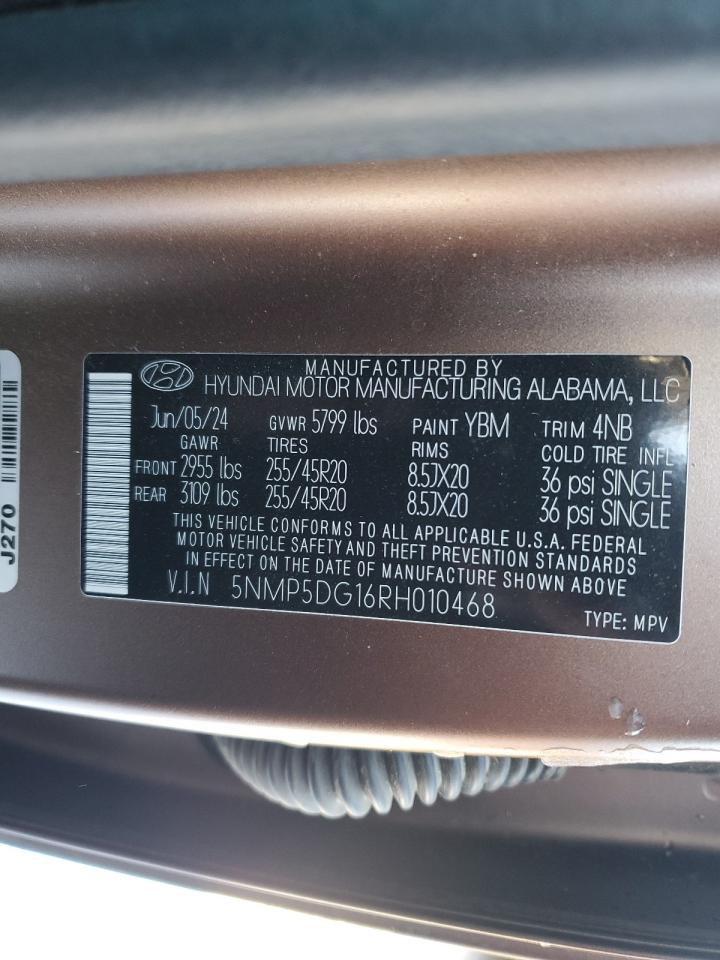 MANUFACTURED BY
HYUNDAI MOTOR MANUFACTURING ALABAMA, LLC
Jun/05/24 GVWR 5799 lbs PAINT YBM TRIM 4NB
GAWR TIRES RIMS COLD TIRE INFL
FRONT 2955 lbs 255/45R20 8.5JX20 36 psi SINGLE
REAR 3109 lbs 255/45R20 8.5JX20 36 psi SINGLE
THIS VEHICLE CONFORMS TO ALL APPLICABLE U.S.A. FEDERAL
MOTOR VEHICLE SAFETY AND THEFT PREVENTION STANDARDS
IN EFFECT ON THE DATE OF MANUFACTURE SHOWN ABOVE
V.I.N 5NMP5DG16RH010468
TYPE: MPV
J270